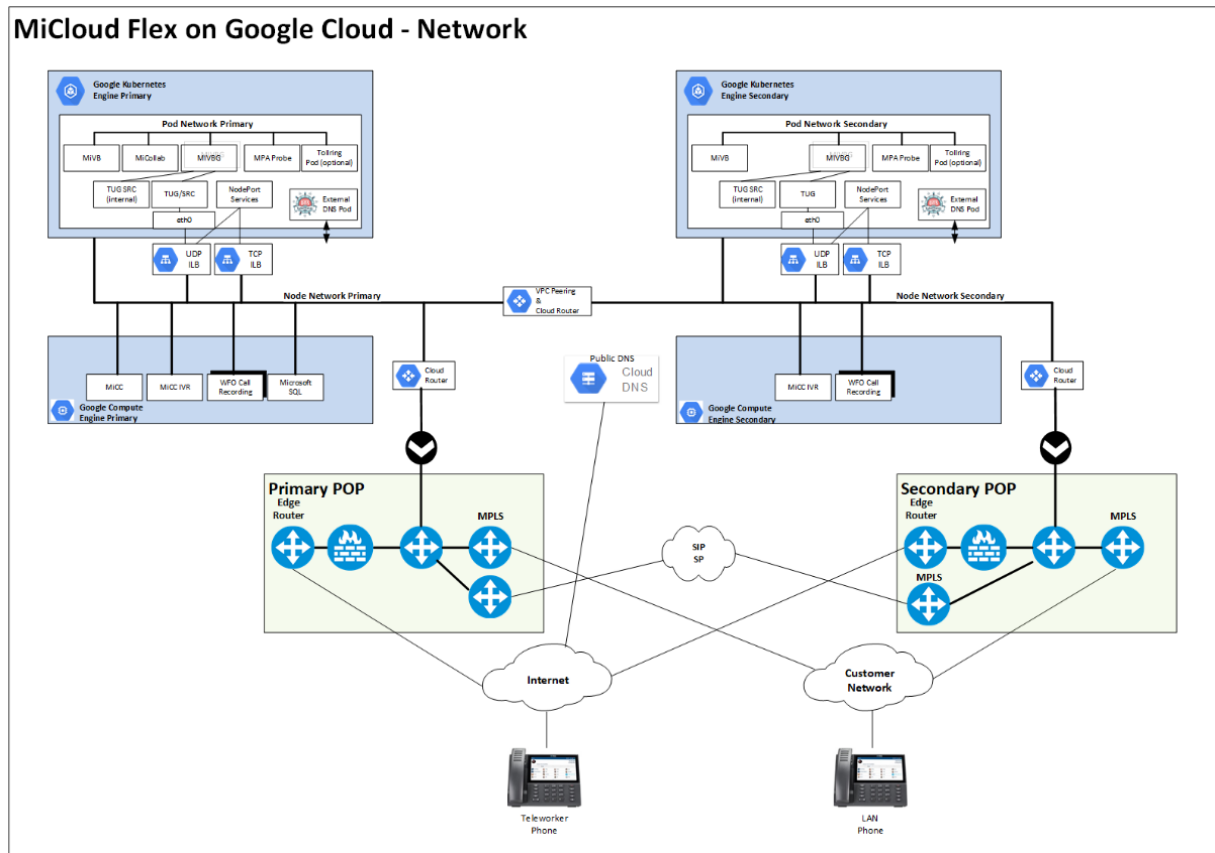 MiCloud Flex on Google Cloud - Network
Google Kubernetes
Engine Primary
Pod Network Primary
MiVB
MiCollab
MiVBG
MPA Probe
Tollring
Pod (optional)
TUG SRC
(internal)
TUG/SRC
NodePort
Services
External
DNS Pod
eth0
UDP
ILB
TCP
ILB
Google Kubernetes
Engine Secondary
Pod Network Secondary
MiVB
MiVBG
MPA Probe
Tollring
Pod (optional)
TUG SRC
(internal)
TUG
NodePort
Services
External
DNS Pod
eth0
UDP
ILB
TCP
ILB
Node Network Primary
VPC Peering
&
Cloud Router
Node Network Secondary
MiCC
MiCC IVR
WFO Call
Recording
Microsoft
SQL
Google Compute
Engine Primary
Cloud
Router
Public DNS
Cloud
DNS
MiCC IVR
WFO Call
Recording
Google Compute
Engine Secondary
Cloud
Router
Primary POP
Edge
Router
MPLS
SIP
SP
Secondary POP
Edge
Router
MPLS
MPLS
Internet
Customer
Network
Teleworker
Phone
LAN
Phone